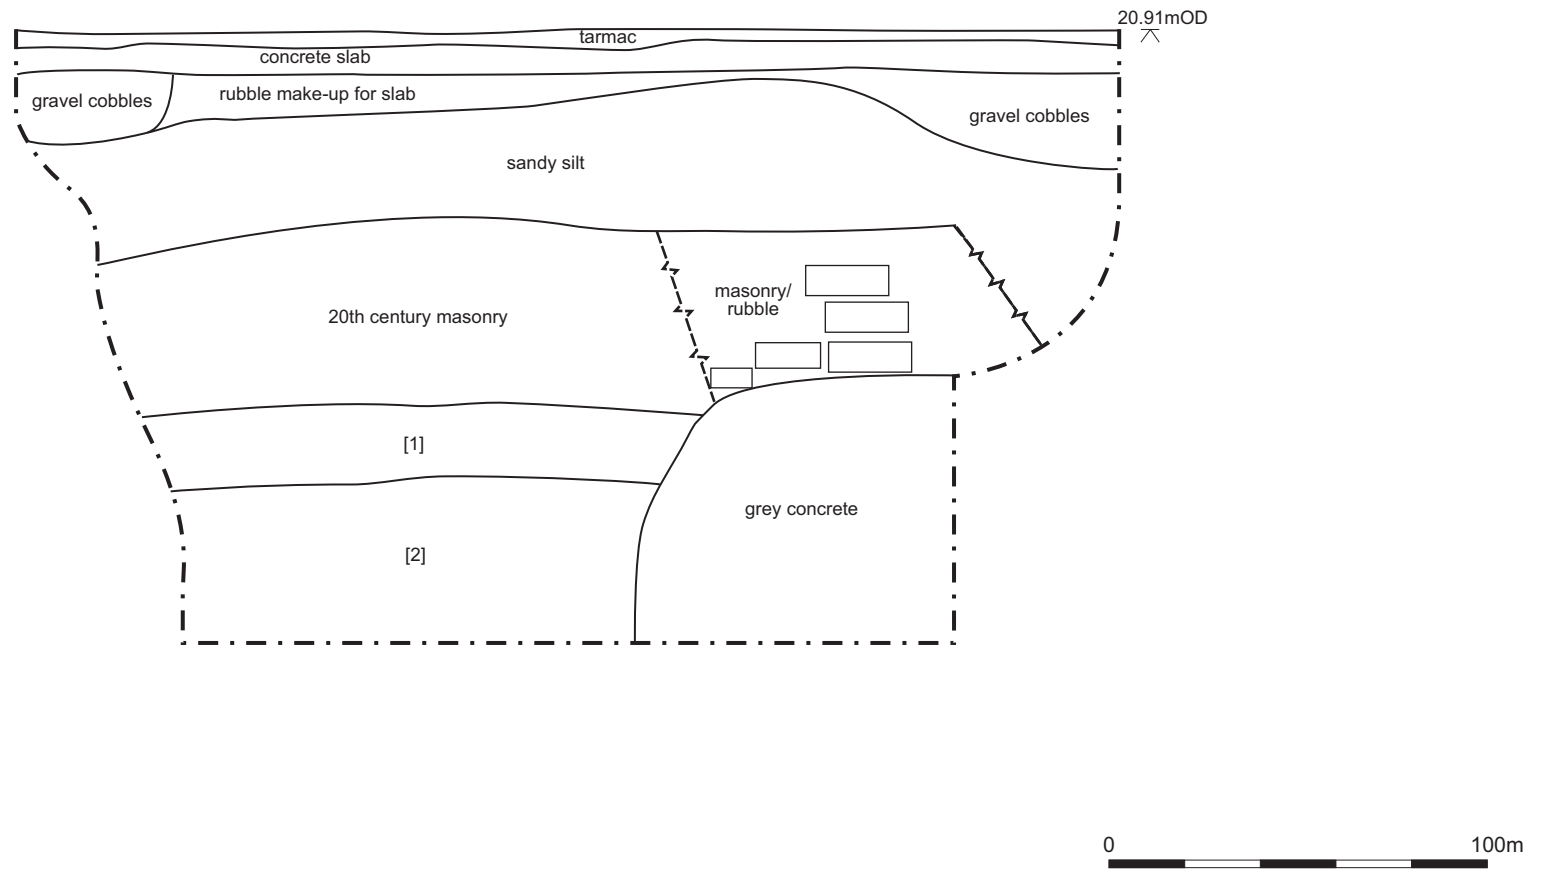 20.91mOD
tarmac
concrete slab
rubble make-up for slab
gravel cobbles
gravel cobbles
sandy silt
masonry/
rubble
20th century masonry
[1]
grey concrete
[2]
0
100m